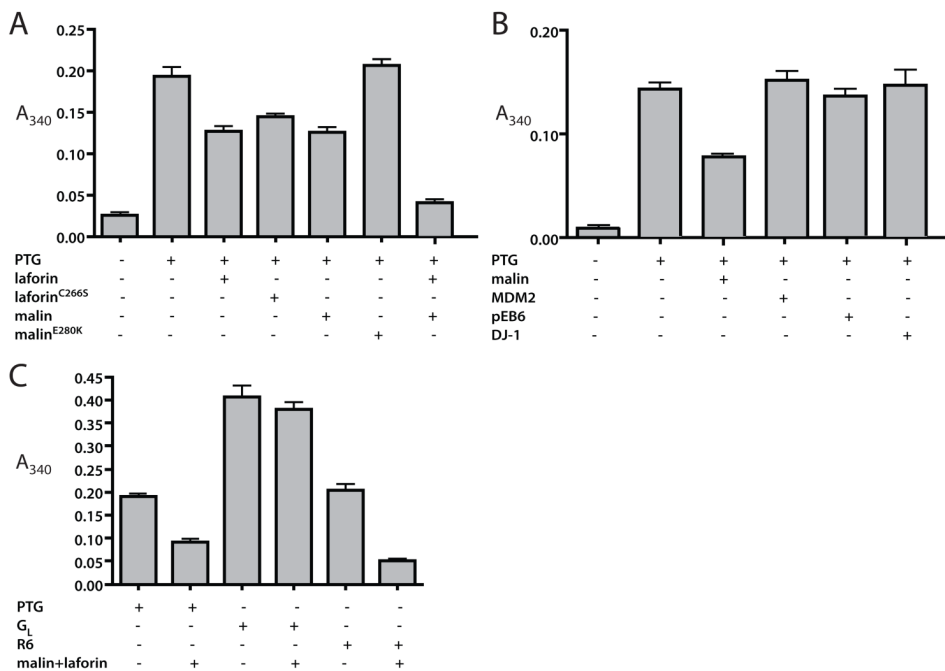 A
A340
0.20
0.15
0.10
0.05
0.00
PTG - + + + + + +
laforin - - + - - - +
laforinC266S - - - + - - -
malin - - - - + - +
malinE280K - - - - - + -
B
A340
0.20
0.10
0.00
PTG - + + + + +
malin - - + - - -
MDM2 - - - + - -
pEB6 - - - - + -
DJ-1 - - - - - +
C
A340
0.45
0.40
0.35
0.30
0.25
0.20
0.15
0.10
0.05
0.00
PTG + + - - - -
GL - - + + - -
R6 - - - - + +
malin+laforin - + - + - +